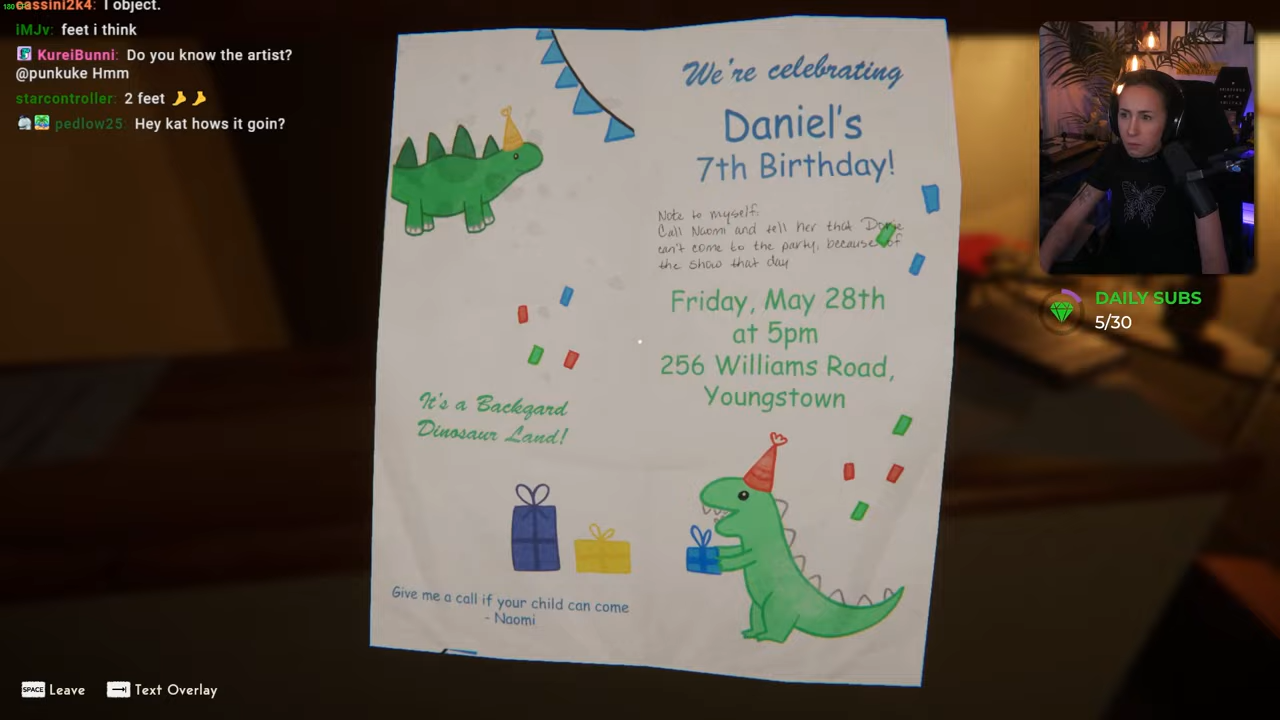 cassini2k4: I object.
iMJv: feet i think
KureiBunni: Do you know the artist?
@punkuke Hmm
starcontroller: 2 feet 🦶 🦶
pedlow25: Hey kat hows it goin?
We're celebrating
Daniel's
7th Birthday!
Note to myself:
Call Naomi and tell her that
can't come to the party, because of
the show that day
Friday, May 28th
at 5pm
256 Williams Road,
Youngstown
It's a Backyard
Dinosaur Land!
Give me a call if your child can come
- Naomi
DAILY SUBS
5/30
SPACE Leave
Text Overlay